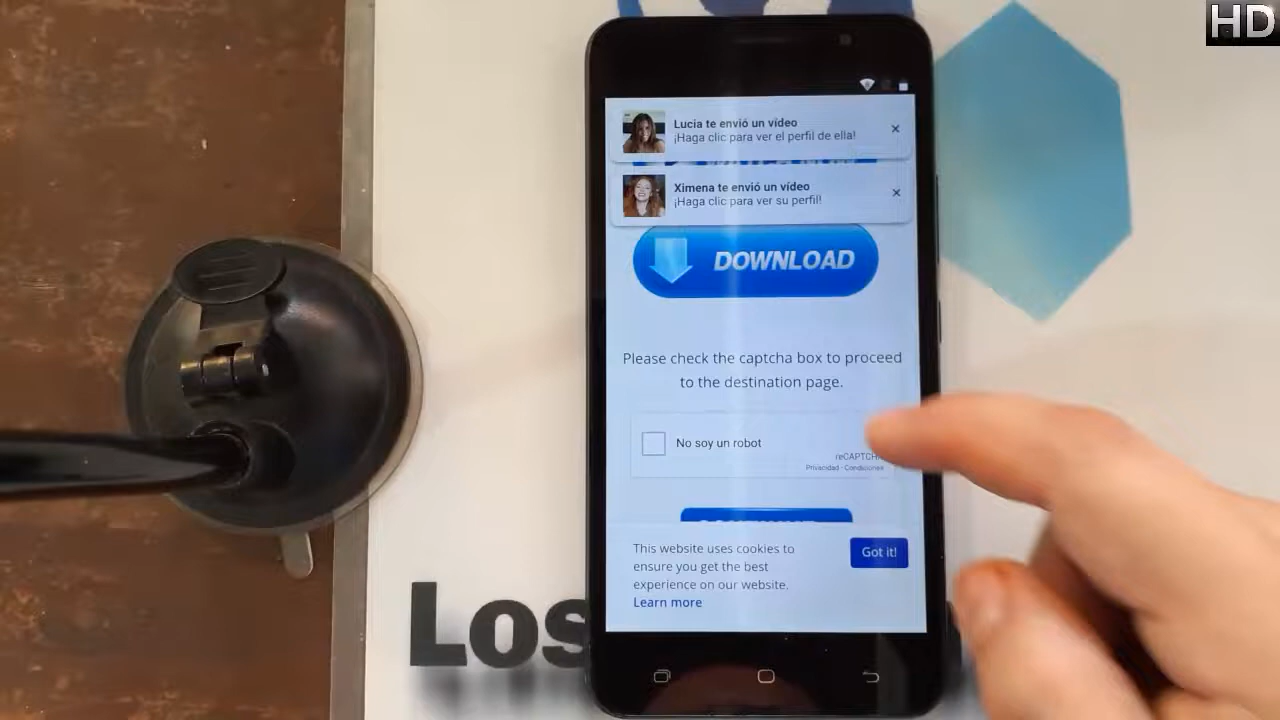 HD
Lucía te envió un vídeo
¡Haga clic para ver el perfil de ella!
Ximena te envió un vídeo
¡Haga clic para ver su perfil!
DOWNLOAD
Please check the captcha box to proceed
to the destination page.
No soy un robot
reCAPTCH
Privacidad - Condiciones
This website uses cookies to
ensure you get the best
experience on our website.
Learn more
Got it!
Los